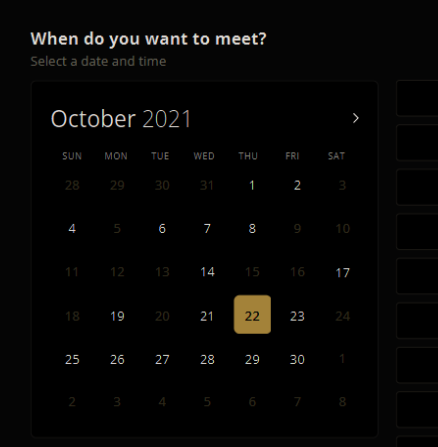 When do you want to meet?
Select a date and time
October 2021
SUN MON TUE WED THU FRI SAT
28 29 30 31 1 2 3
4 5 6 7 8 9 10
11 12 13 14 15 16 17
18 19 20 21 22 23 24
25 26 27 28 29 30 1
2 3 4 5 6 7 8